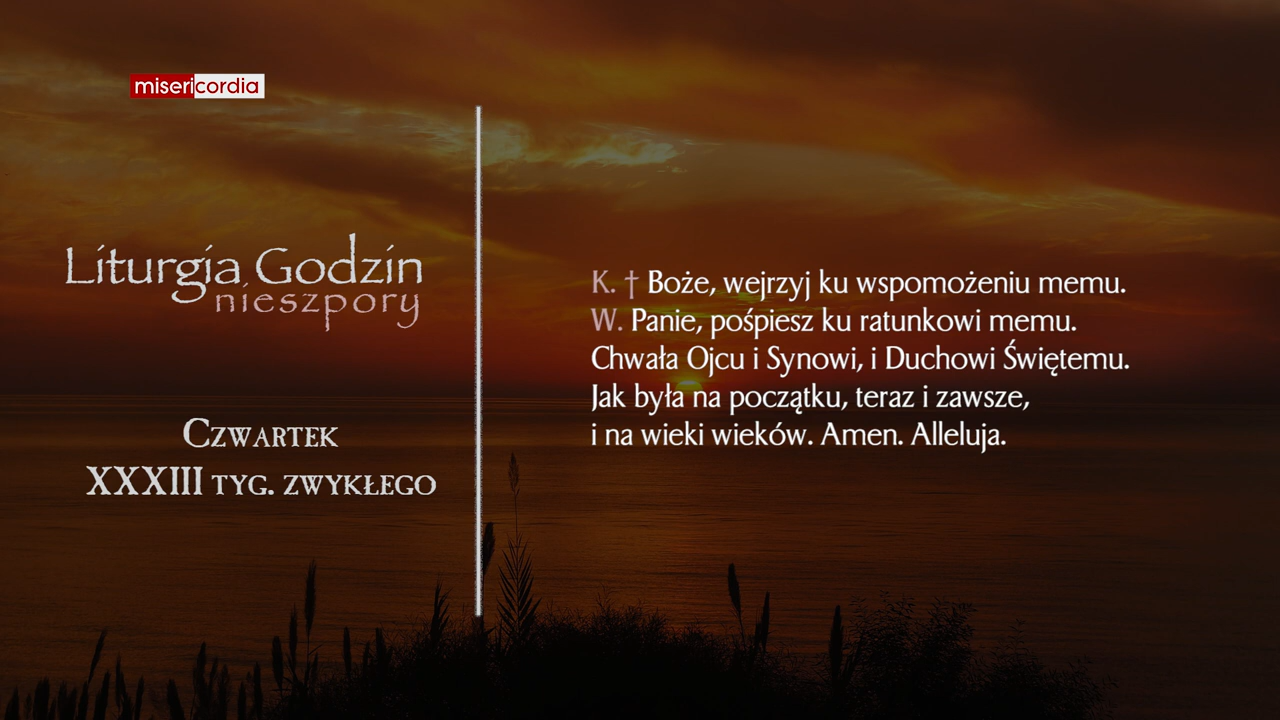 misericordia
Liturgia Godzin
nieszpory
Czwartek
XXXIII tyg. zwykłego
K. † Boże, wejrzyj ku wspomożeniu memu.
W. Panie, pośpiesz ku ratunkowi memu.
Chwała Ojcu i Synowi, i Duchowi Świętemu.
Jak była na początku, teraz i zawsze,
i na wieki wieków. Amen. Alleluja.